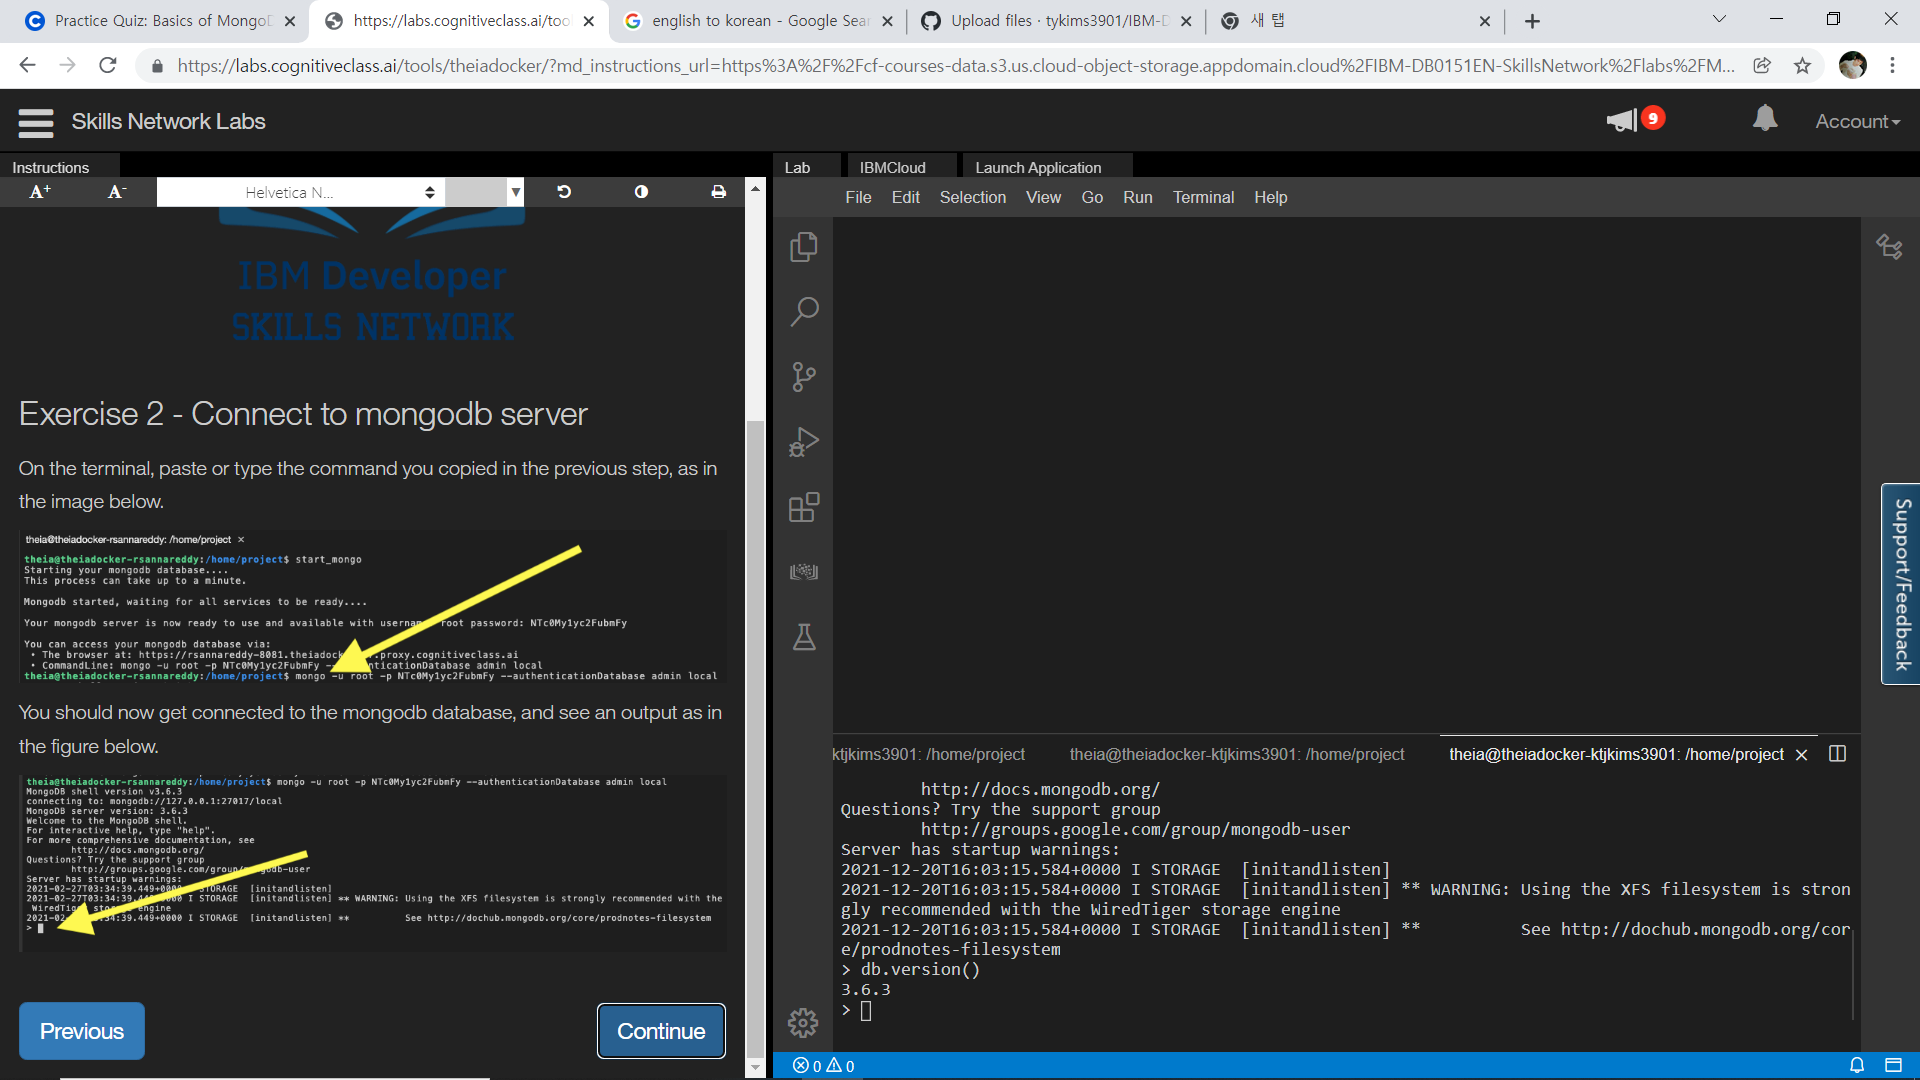 Practice Quiz: Basics of MongoD
https://labs.cognitiveclass.ai/too
english to korean - Google Sear
Upload files · tykims3901/IBM-D
새 탭
https://labs.cognitiveclass.ai/tools/theiadocker/?md_instructions_url=https%3A%2F%2Fcf-courses-data.s3.us.cloud-object-storage.appdomain.cloud%2FIBM-DB0151EN-SkillsNetwork%2Flabs%2FM...
Skills Network Labs
9
Account
Instructions
Lab
IBMCloud
Launch Application
A+
A-
Helvetica N...
File Edit Selection View Go Run Terminal Help
IBM Developer
SKILLS NETWORK
Exercise 2 - Connect to mongodb server
On the terminal, paste or type the command you copied in the previous step, as in
the image below.
theia@theiadocker-rsannareddy: /home/project ×
theia@theiadocker-rsannareddy:/home/project$ start_mongo
Starting your mongodb database....
This process can take up to a minute.
Mongodb started, waiting for all services to be ready....
Your mongodb server is now ready to use and available with username root password: NTc0My1yc2FubmFy
You can access your mongodb database via:
• The browser at: https://rsannareddy-8081.theiadock .proxy.cognitiveclass.ai
• CommandLine: mongo -u root -p NTc0My1yc2FubmFy -- nticationDatabase admin local
theia@theiadocker-rsannareddy:/home/project$ mongo -u root -p NTc0My1yc2FubmFy --authenticationDatabase admin local
You should now get connected to the mongodb database, and see an output as in
the figure below.
theia@theiadocker-rsannareddy:/home/project$ mongo -u root -p NTc0My1yc2FubmFy --authenticationDatabase admin local
MongoDB shell version v3.6.3
connecting to: mongodb://127.0.0.1:27017/local
MongoDB server version: 3.6.3
Welcome to the MongoDB shell.
For interactive help, type "help".
For more comprehensive documentation, see
http://docs.mongodb.org/
Questions? Try the support group
http://groups.google.com/group/mongodb-user
Server has startup warnings:
2021-02-27T03:34:39.449+0000 I STORAGE [initandlisten]
2021-02-27T03:34:39.449+0000 I STORAGE [initandlisten] ** WARNING: Using the XFS filesystem is strongly recommended with the
WiredTiger storage engine
2021-02-27T03:34:39.449+0000 I STORAGE [initandlisten] ** See http://dochub.mongodb.org/core/prodnotes-filesystem
>
Previous
Continue
Support/Feedback
ktjkims3901: /home/project
theia@theiadocker-ktjkims3901: /home/project
theia@theiadocker-ktjkims3901: /home/project
http://docs.mongodb.org/
Questions? Try the support group
http://groups.google.com/group/mongodb-user
Server has startup warnings:
2021-12-20T16:03:15.584+0000 I STORAGE [initandlisten]
2021-12-20T16:03:15.584+0000 I STORAGE [initandlisten] ** WARNING: Using the XFS filesystem is stron
gly recommended with the WiredTiger storage engine
2021-12-20T16:03:15.584+0000 I STORAGE [initandlisten] ** See http://dochub.mongodb.org/cor
e/prodnotes-filesystem
> db.version()
3.6.3
>
0 0